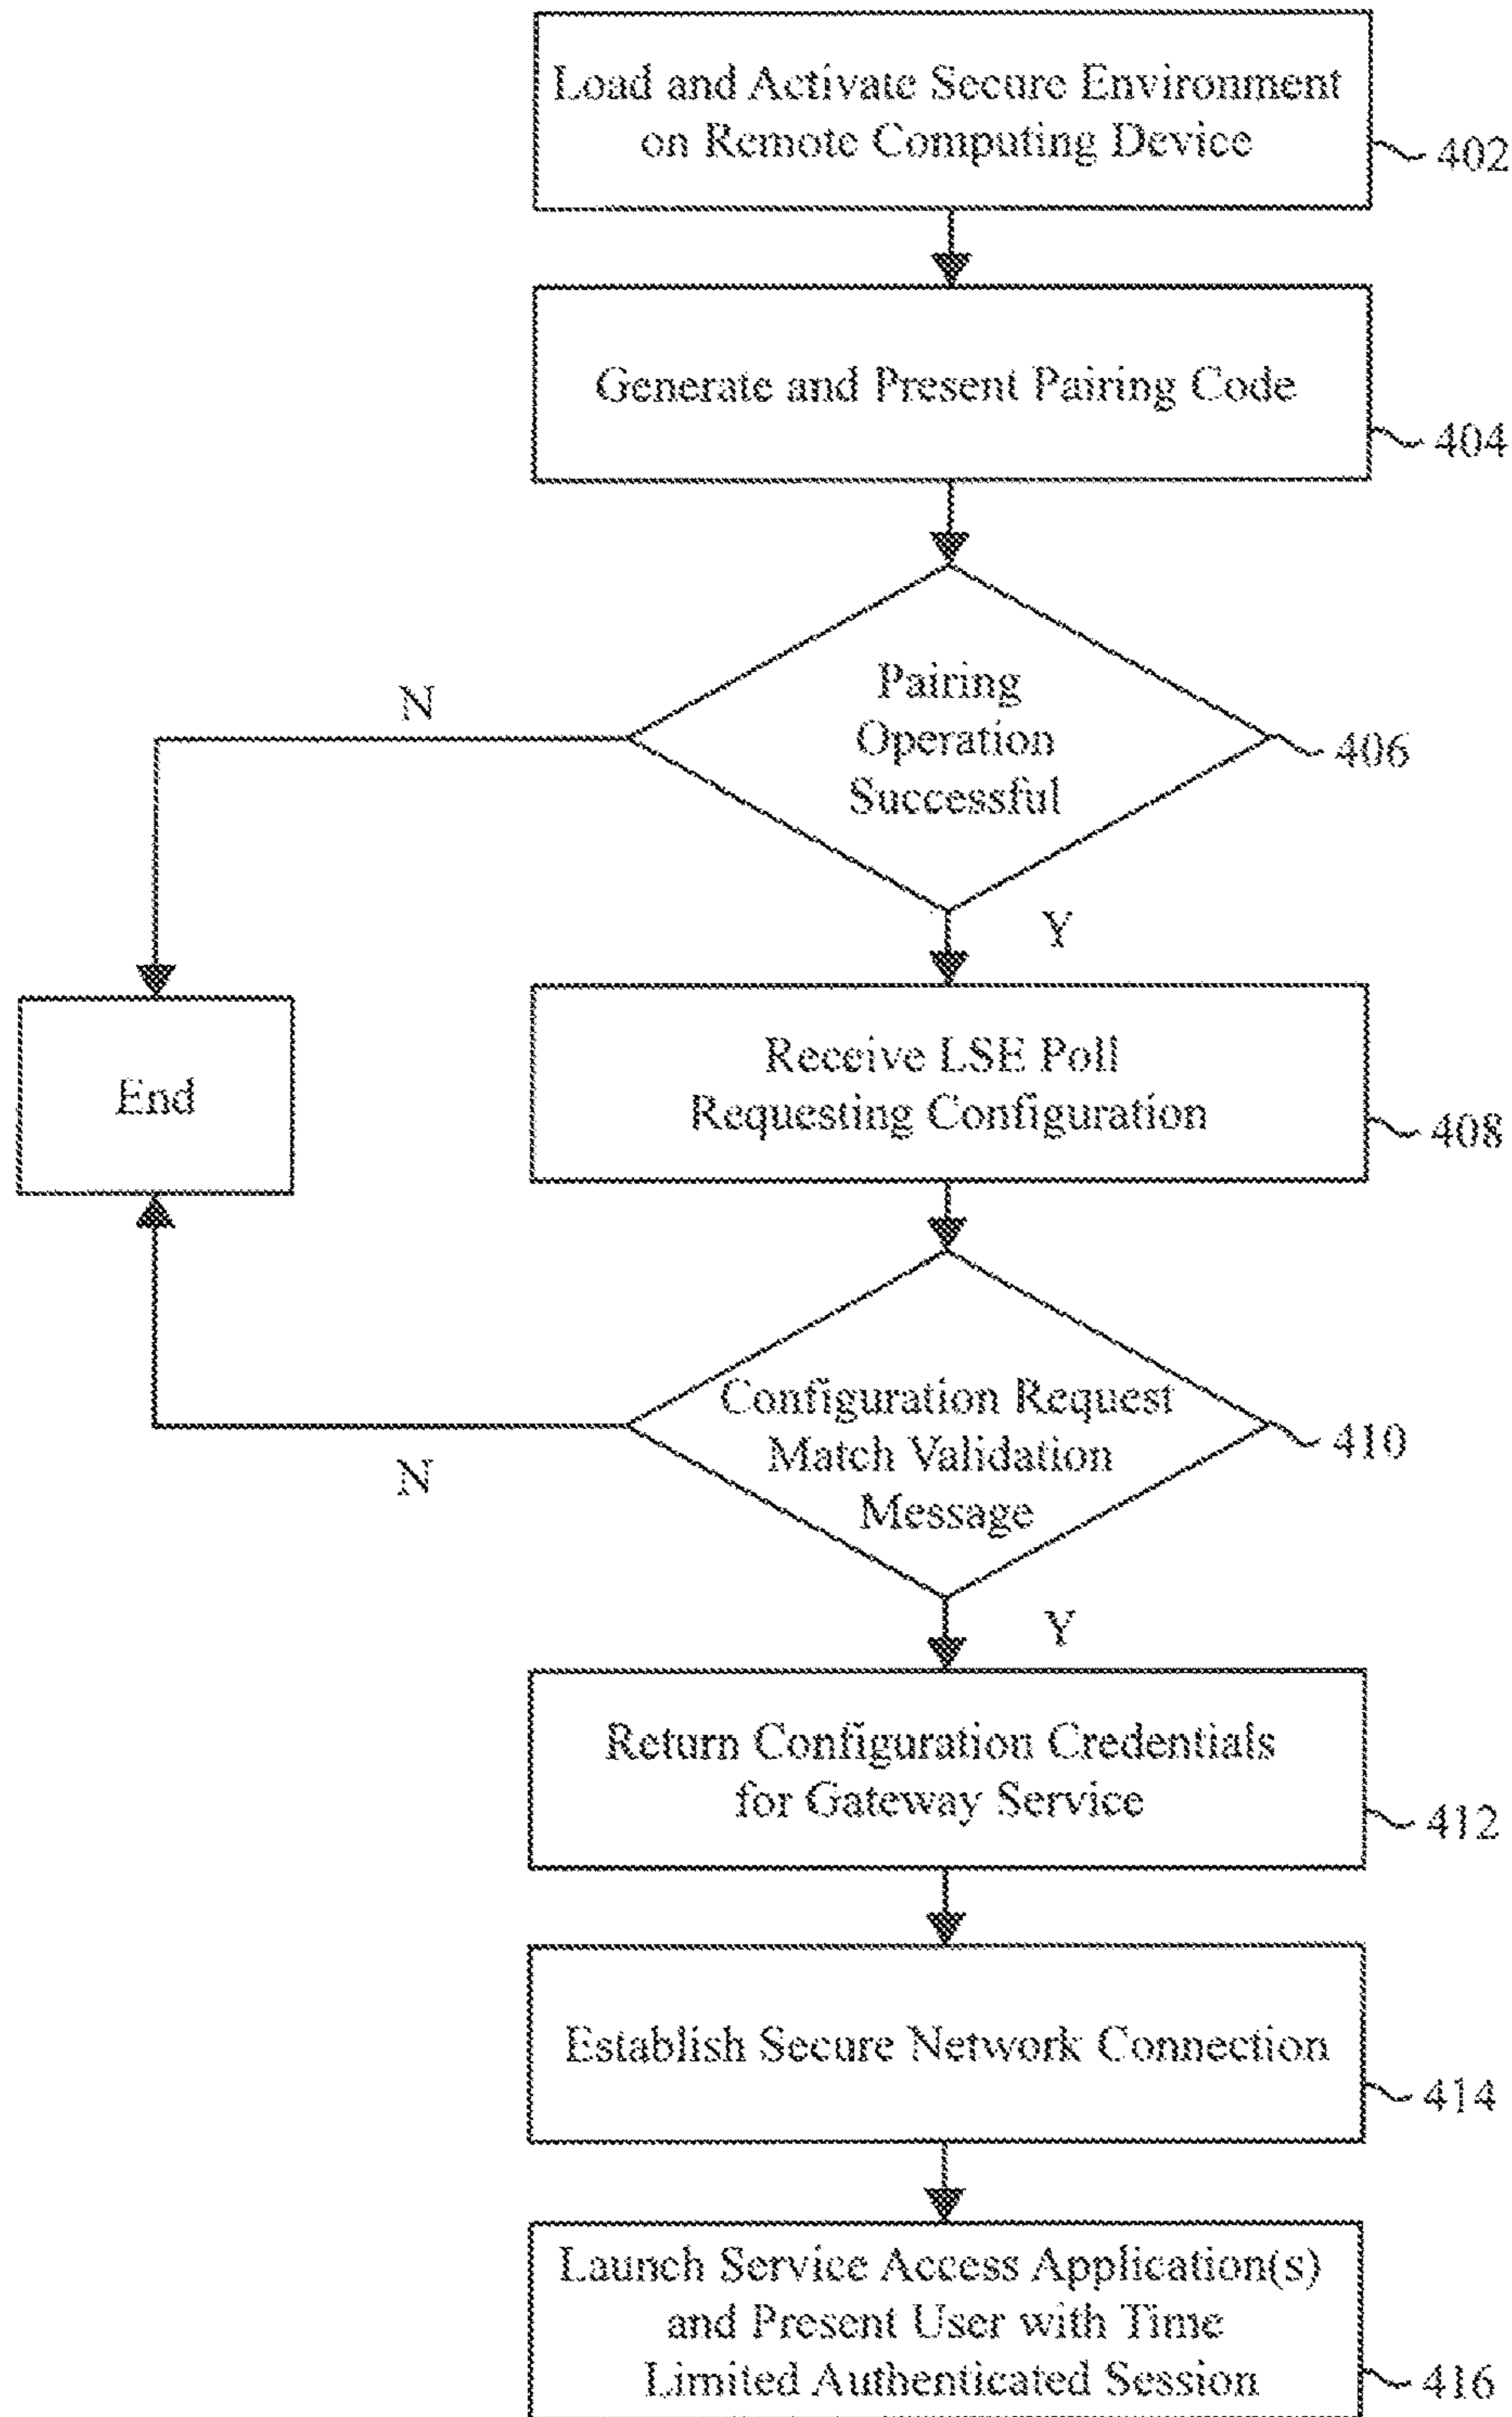 Load and Activate Secure Environment
on Remote Computing Device
402
Generate and Present Pairing Code
404
Pairing
Operation
Successful
406
N
Y
End
Receive LSE Poll
Requesting Configuration
408
Configuration Request
Match Validation
Message
410
N
Y
Return Configuration Credentials
for Gateway Service
412
Establish Secure Network Connection
414
Launch Service Access Application(s)
and Present User with Time
Limited Authenticated Session
416